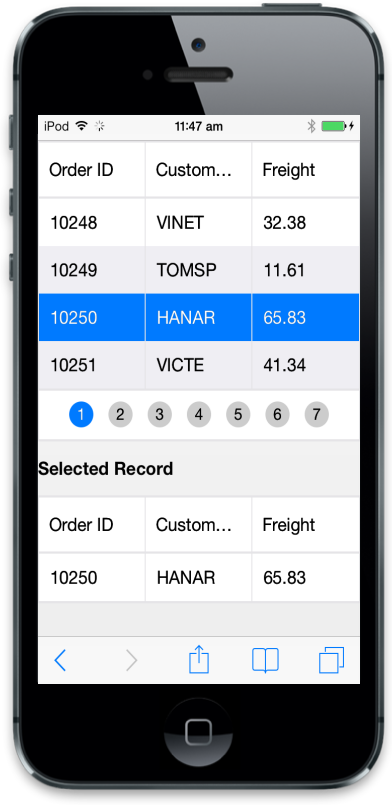 iPod 11:47 am
Order ID Custom... Freight
10248 VINET 32.38
10249 TOMSP 11.61
10250 HANAR 65.83
10251 VICTE 41.34
1 2 3 4 5 6 7
Selected Record
Order ID Custom... Freight
10250 HANAR 65.83